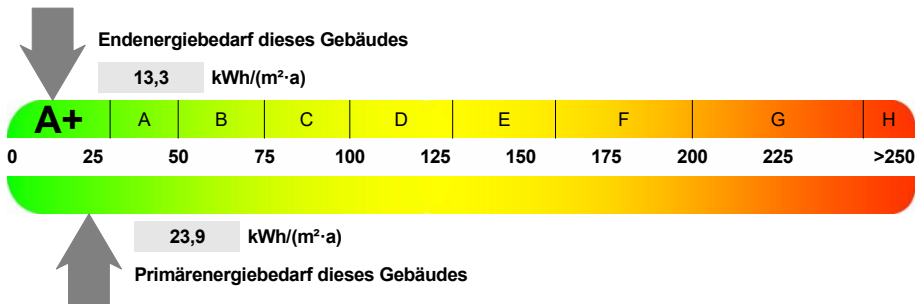 Endenergiebedarf dieses Gebäudes
13,3 kWh/(m²·a)
A+ A B C D E F G H
0 25 50 75 100 125 150 175 200 225 >250
23,9 kWh/(m²·a)
Primärenergiebedarf dieses Gebäudes